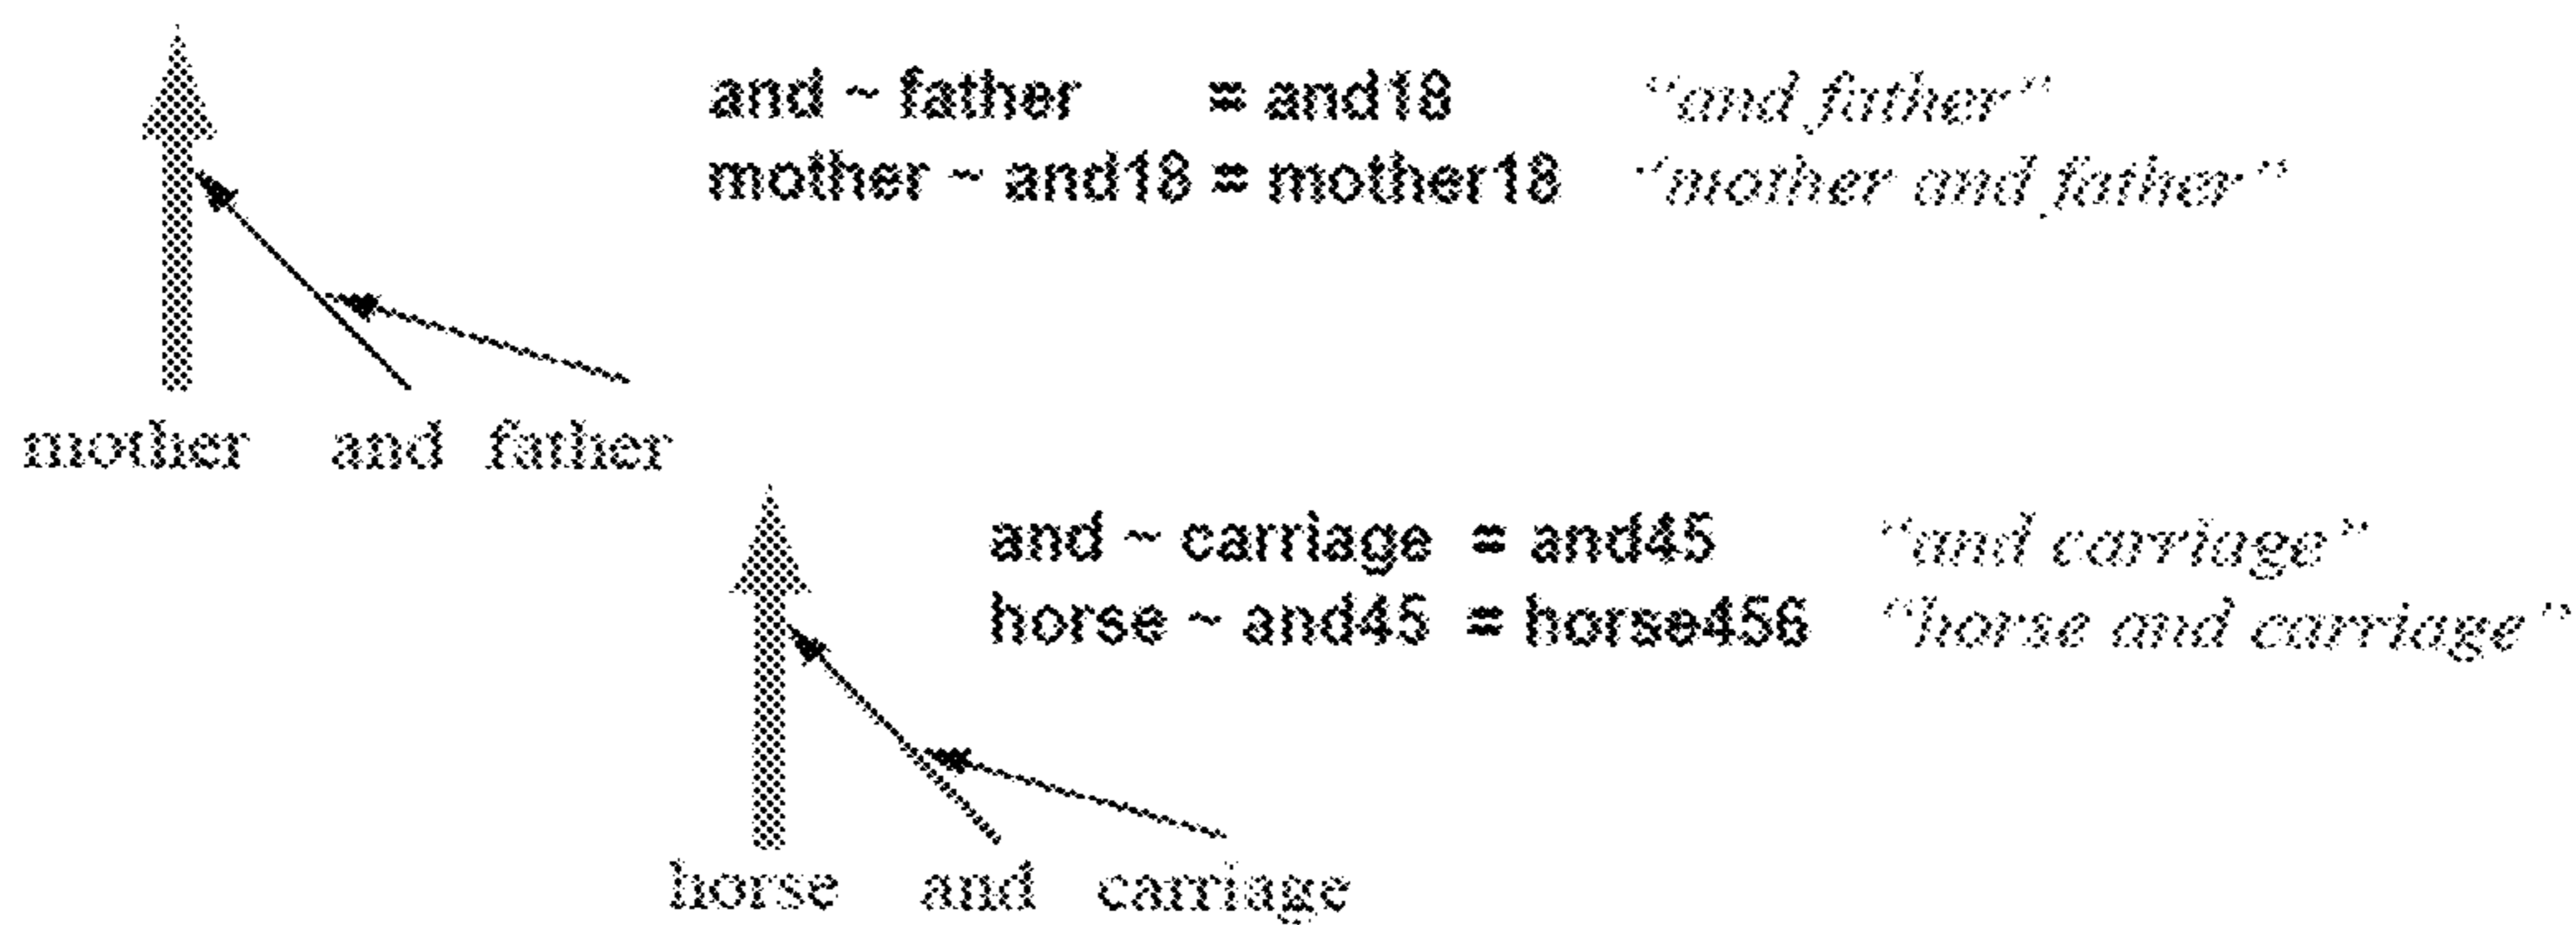 and ~ father = and18 "and father"
mother ~ and18 = mother18 "mother and father"
mother and father
and ~ carriage = and45 "and carriage"
horse ~ and45 = horse456 "horse and carriage"
horse and carriage